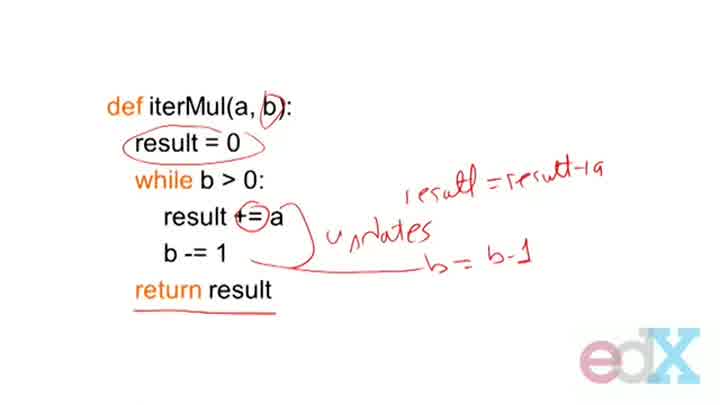 def iterMul(a, b):
result = 0
while b > 0:
result += a
b -= 1
return result
result = result+a
updates
b = b-1
edX